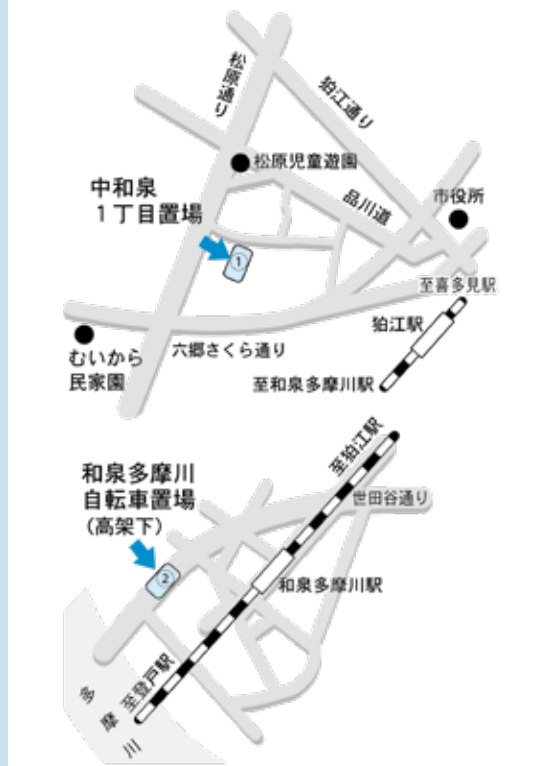 松原通り
狛江通り
松原児童遊園
中和泉
1丁目置場
品川道
市役所
1
至喜多見駅
狛江駅
むいから
民家園
六郷さくら通り
至和泉多摩川駅
至狛江駅
和泉多摩川
自転車置場
(高架下)
世田谷通り
2
和泉多摩川駅
至登戸駅
多摩川